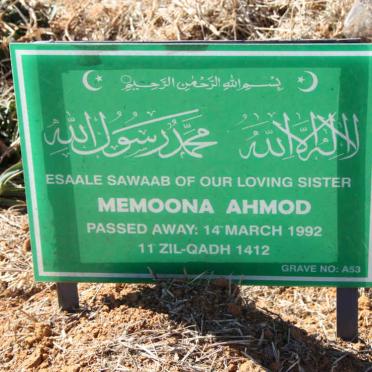 بسم الله الرحمن الرحيم
لا اله الا الله محمد رسول الله
ESAALE SAWAAB OF OUR LOVING SISTER
MEMOONA AHMOD
PASSED AWAY: 14 MARCH 1992
11 ZIL-QADH 1412
GRAVE NO: A53